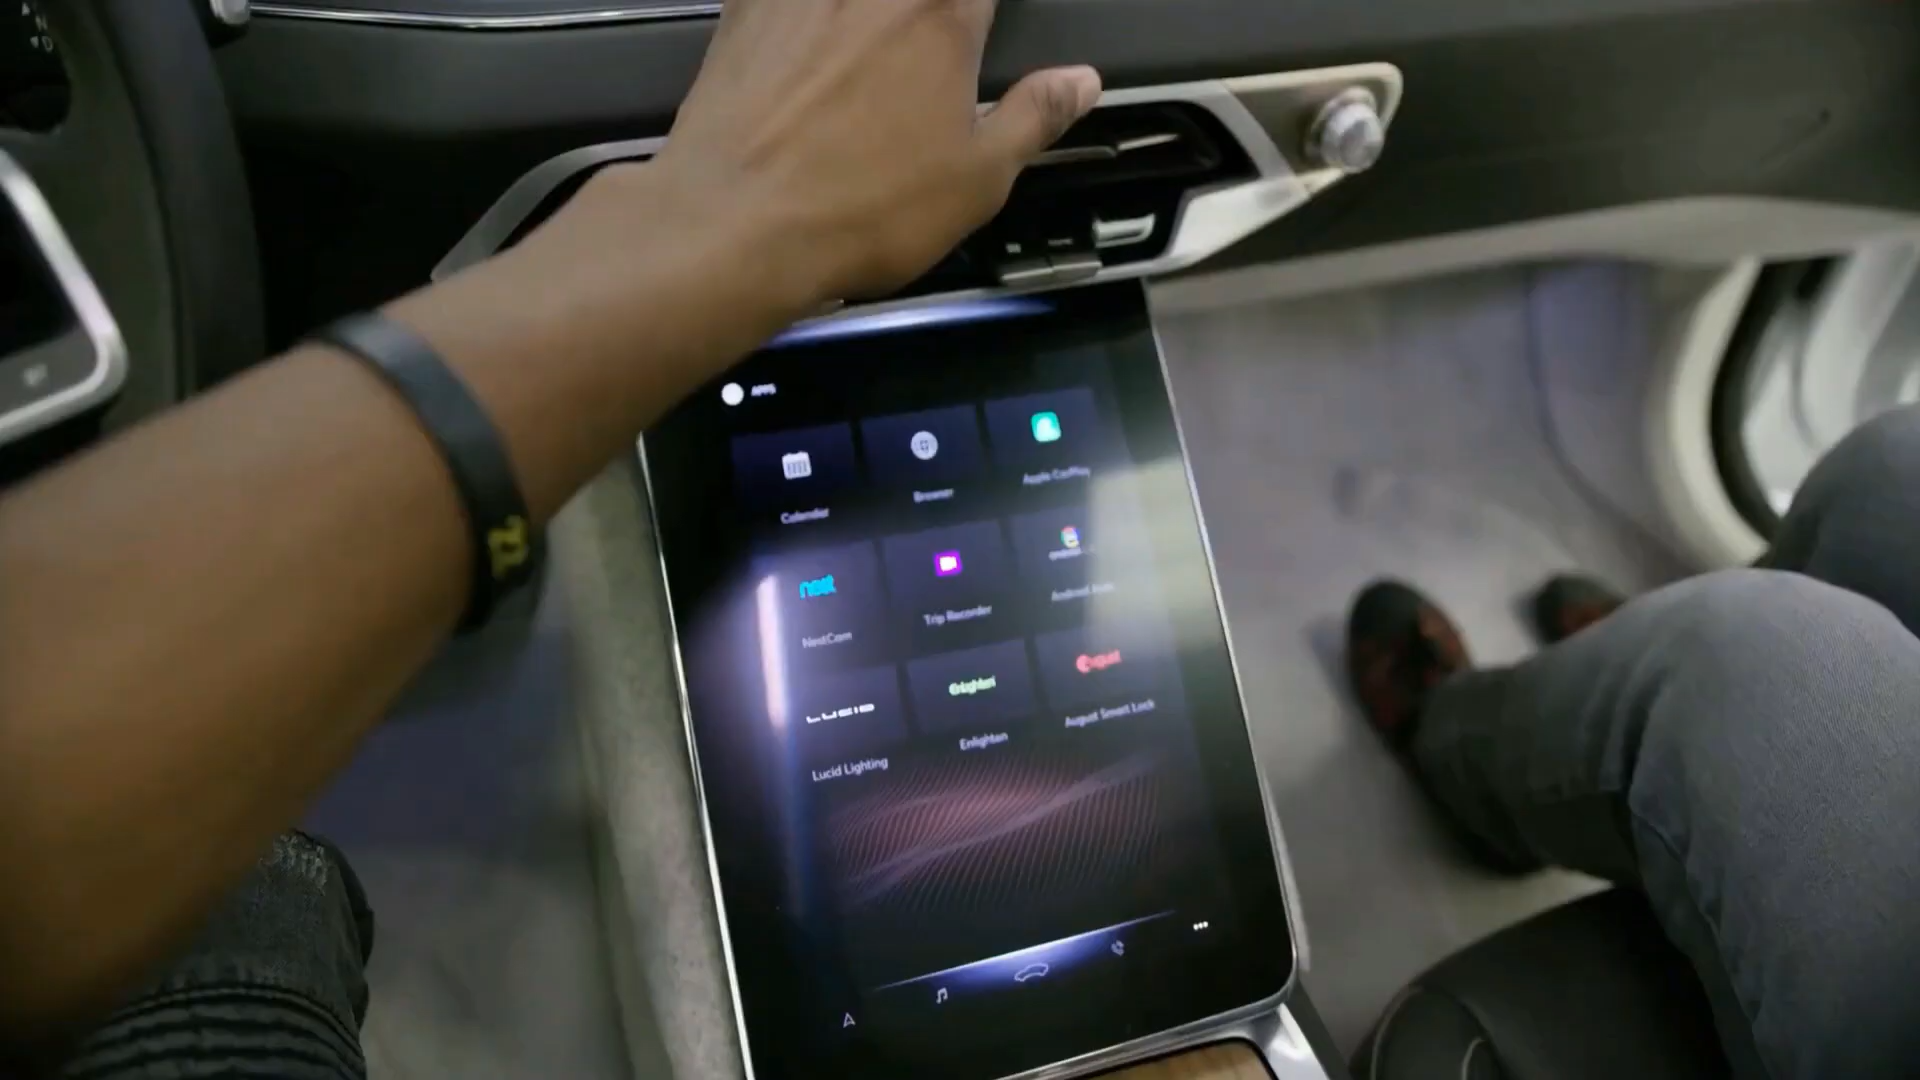 APPS
Calendar
Browser
Apple CarPlay
nest
android
NestCam
Trip Recorder
Android Auto
LUCID
Enlighten
august
Lucid Lighting
Enlighten
August Smart Lock